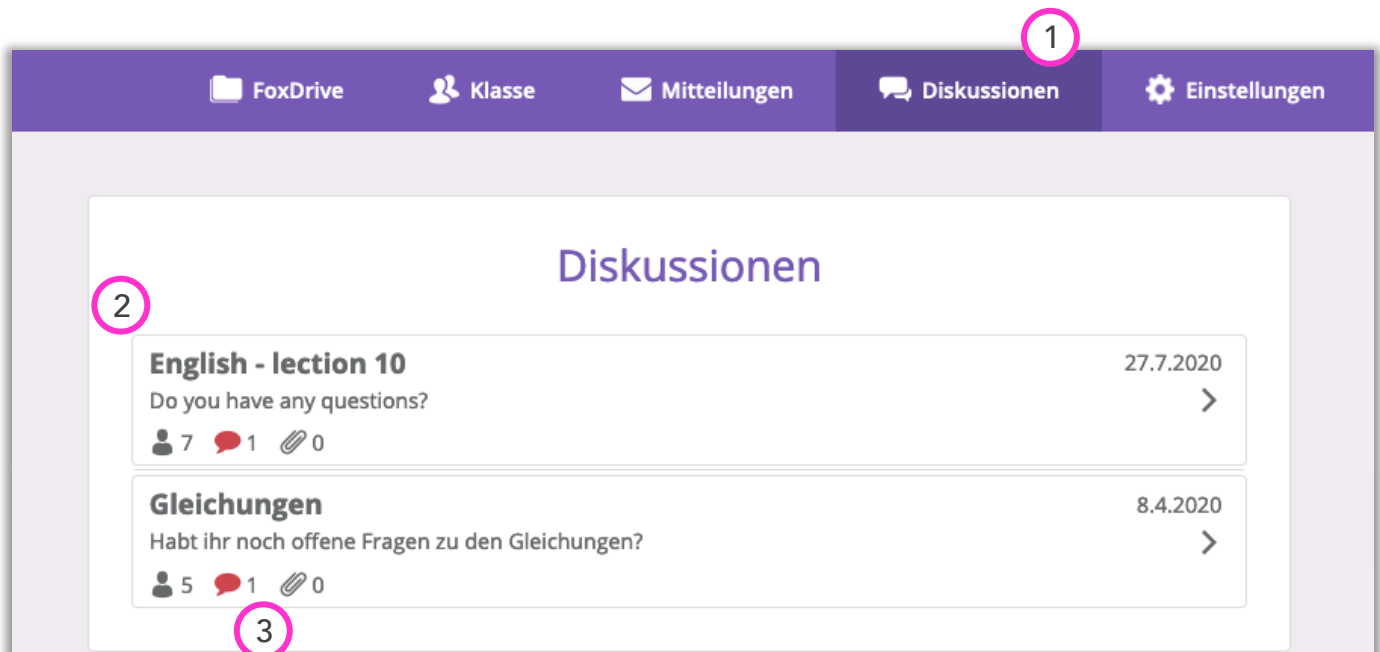 1
FoxDrive Klasse Mitteilungen Diskussionen Einstellungen
Diskussionen
2
English - lection 10 27.7.2020
Do you have any questions?
7 1 0
Gleichungen 8.4.2020
Habt ihr noch offene Fragen zu den Gleichungen?
5 1 0
3